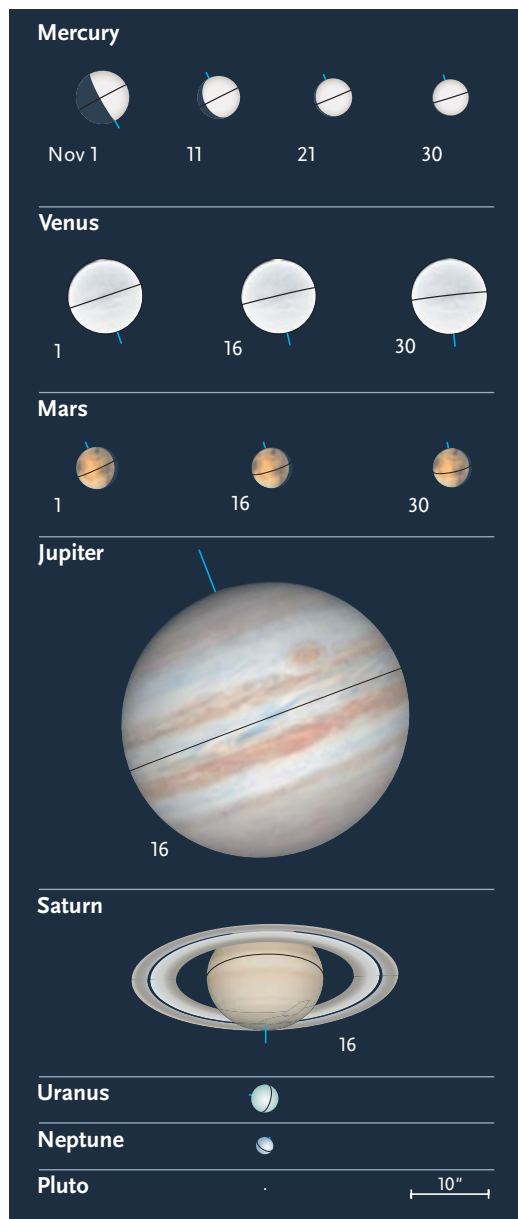 Mercury
Nov 1 11 21 30
Venus
1 16 30
Mars
1 16 30
Jupiter
16
Saturn
16
Uranus
Neptune
Pluto
10"